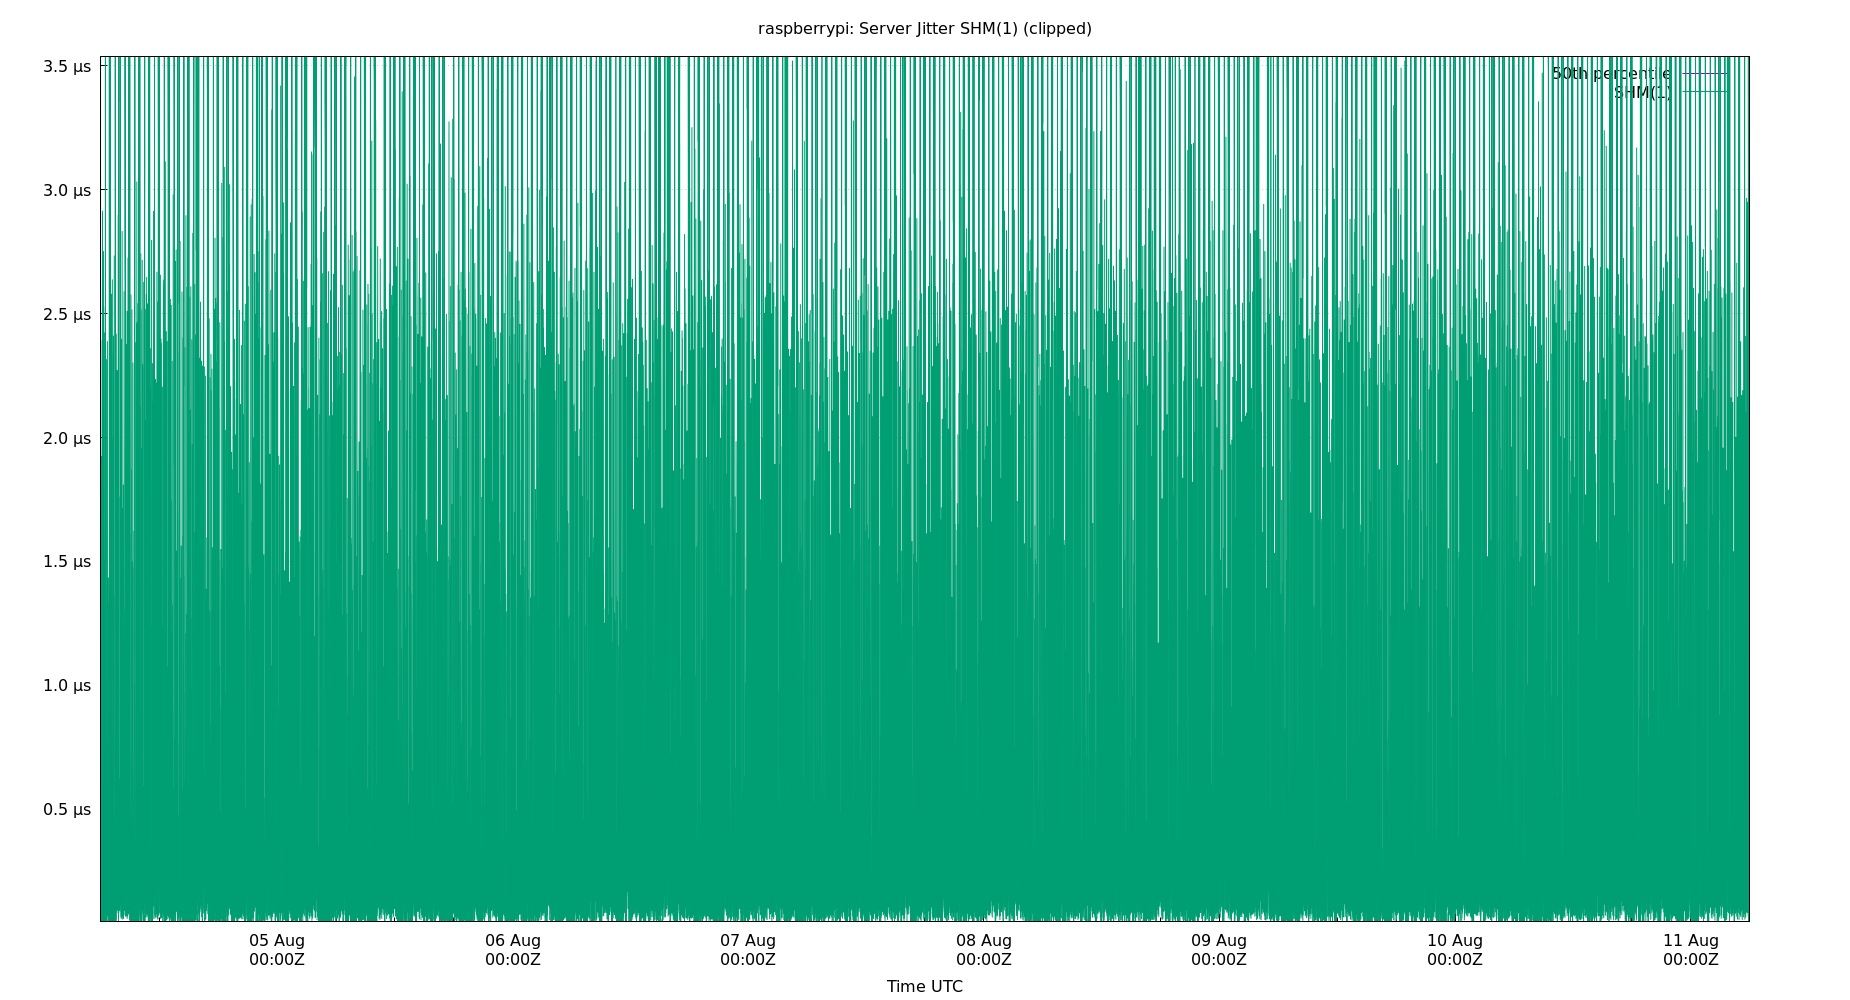 raspberrypi: Server Jitter SHM(1) (clipped)
3.5 μs
50th percentile
SHM(1)
3.0 μs
2.5 μs
2.0 μs
1.5 μs
1.0 μs
0.5 μs
05 Aug 06 Aug 07 Aug 08 Aug 09 Aug 10 Aug 11 Aug
00:00Z 00:00Z 00:00Z 00:00Z 00:00Z 00:00Z 00:00Z
Time UTC